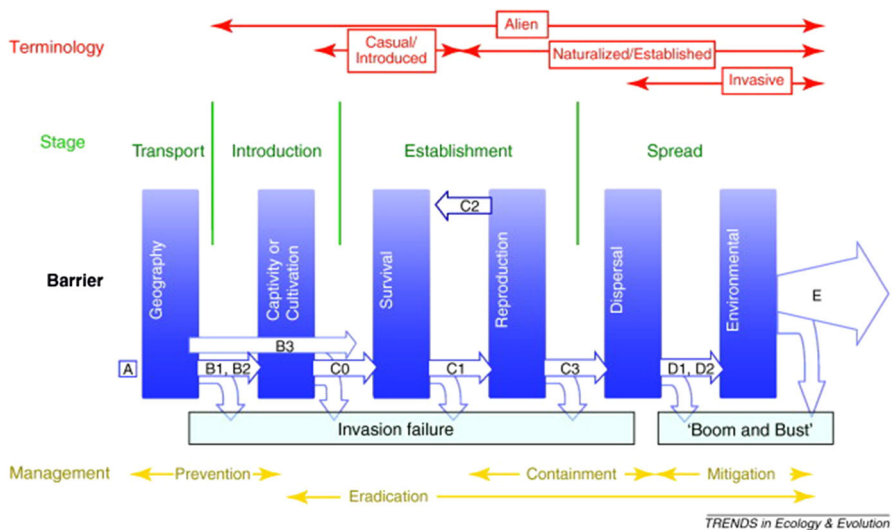 Terminology
Alien
Casual/
Introduced
Naturalized/Established
Invasive
Stage
Transport
Introduction
Establishment
Spread
Barrier
Geography
Captivity or
Cultivation
Survival
Reproduction
Dispersal
Environmental
C2
E
B3
A
B1, B2
C0
C1
C3
D1, D2
Invasion failure
'Boom and Bust'
Management
Prevention
Containment
Mitigation
Eradication
TRENDS in Ecology & Evolution